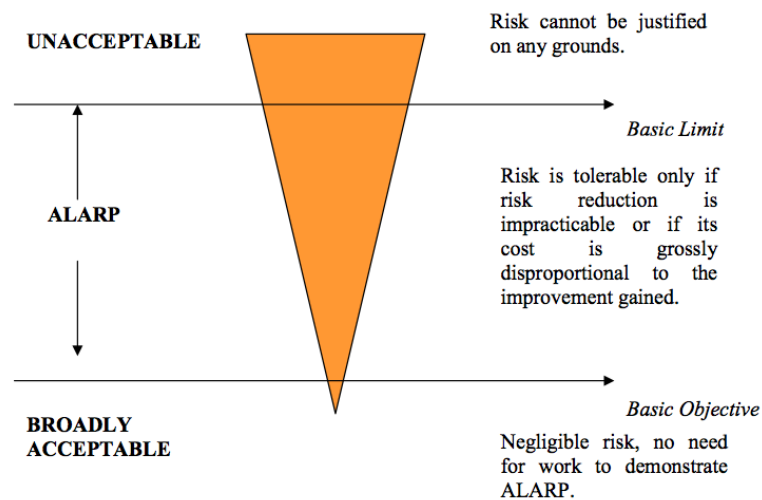 UNACCEPTABLE
Risk cannot be justified
on any grounds.
Basic Limit
ALARP
Risk is tolerable only if
risk reduction is
impracticable or if its
cost is grossly
disproportional to the
improvement gained.
Basic Objective
BROADLY
ACCEPTABLE
Negligible risk, no need
for work to demonstrate
ALARP.